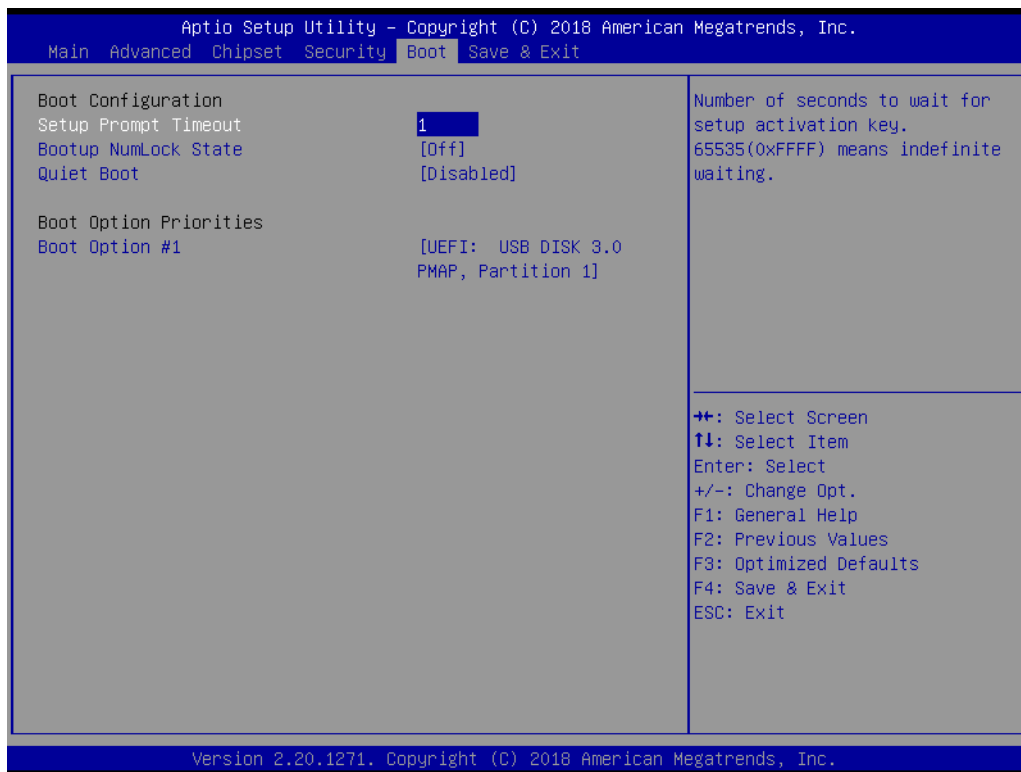 Aptio Setup Utility – Copyright (C) 2018 American Megatrends, Inc.
Main Advanced Chipset Security Boot Save & Exit
Boot Configuration
Setup Prompt Timeout 1
Bootup NumLock State [Off]
Quiet Boot [Disabled]
Boot Option Priorities
Boot Option #1 [UEFI: USB DISK 3.0
PMAP, Partition 1]
Number of seconds to wait for
setup activation key.
65535(0xFFFF) means indefinite
waiting.
→←: Select Screen
↑↓: Select Item
Enter: Select
+/-: Change Opt.
F1: General Help
F2: Previous Values
F3: Optimized Defaults
F4: Save & Exit
ESC: Exit
Version 2.20.1271. Copyright (C) 2018 American Megatrends, Inc.